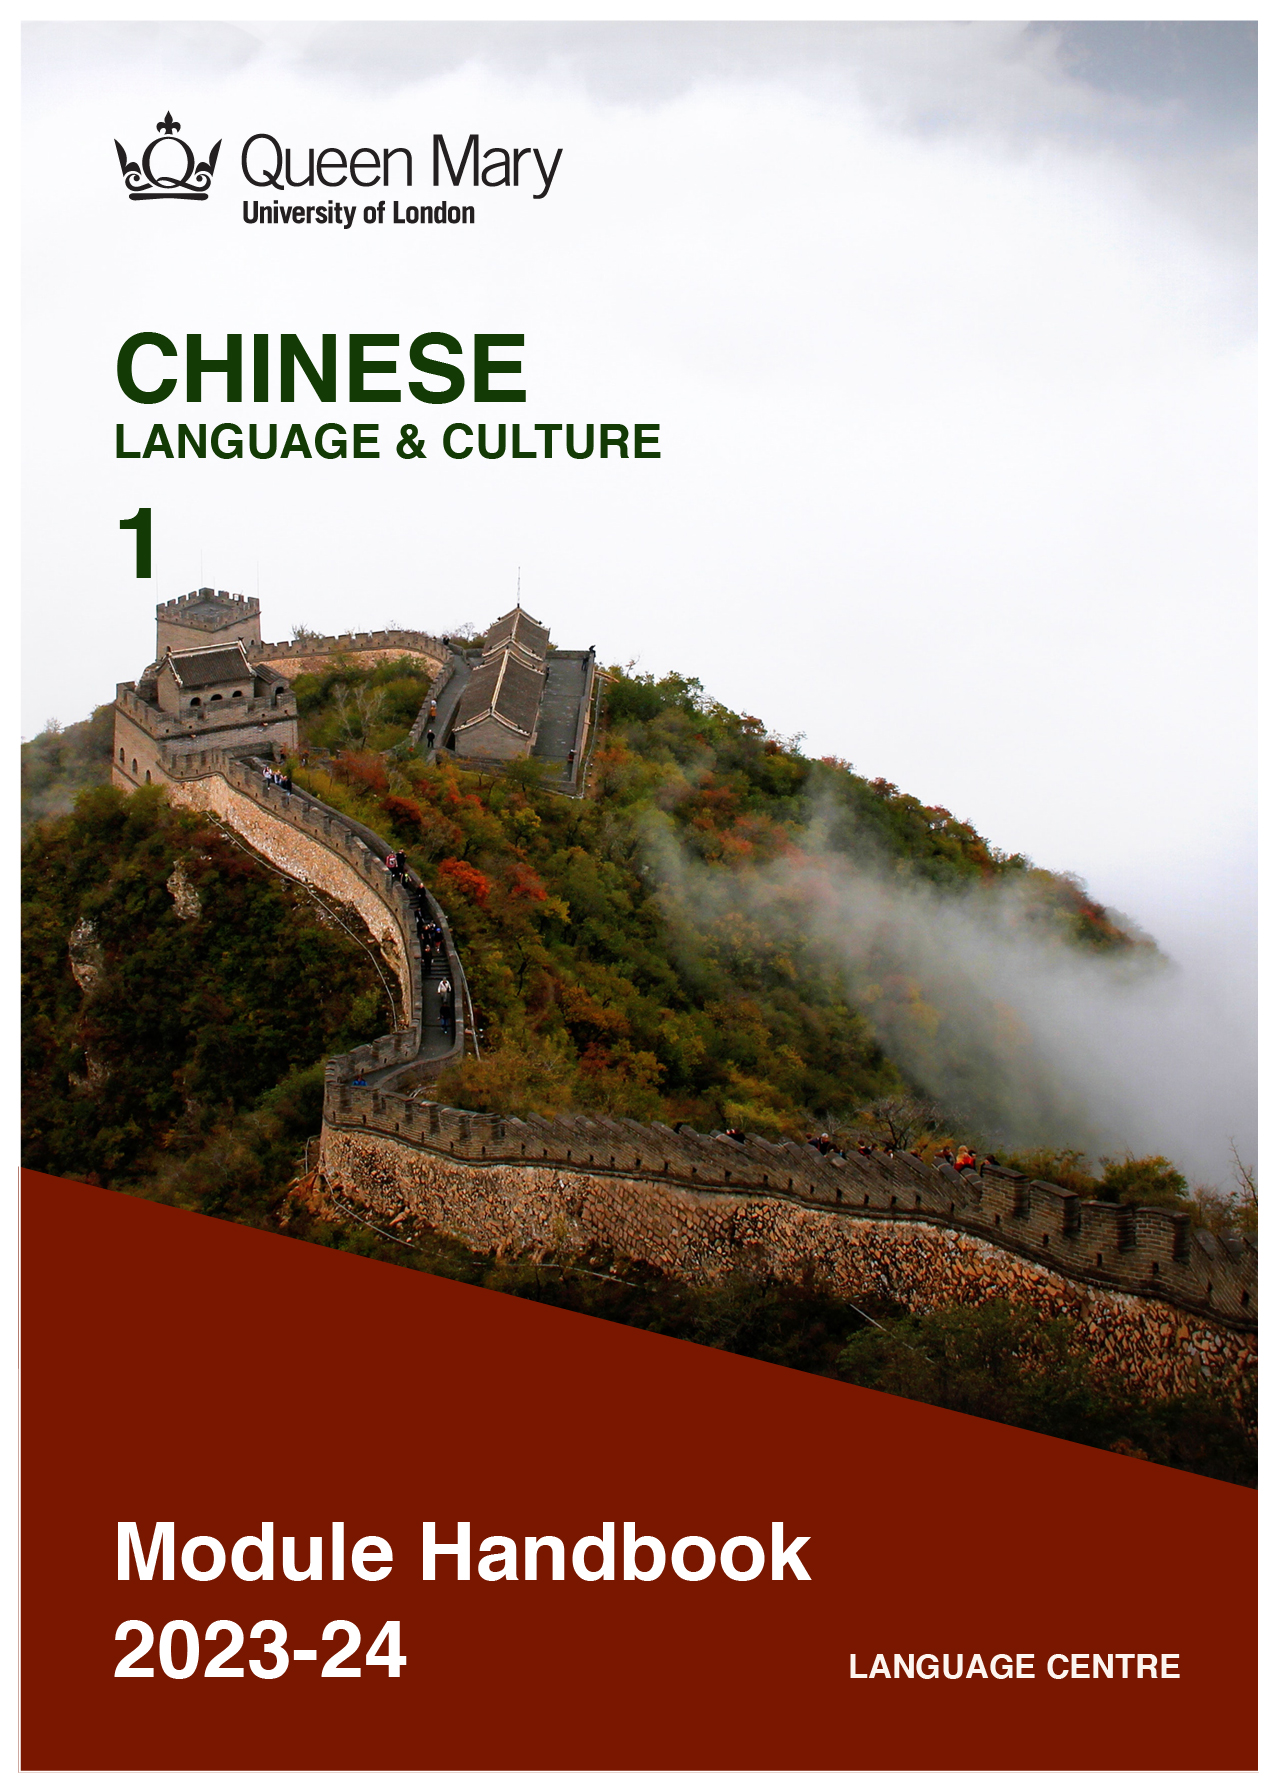 Queen Mary
University of London
CHINESE
LANGUAGE & CULTURE
1
Module Handbook
2023-24
LANGUAGE CENTRE